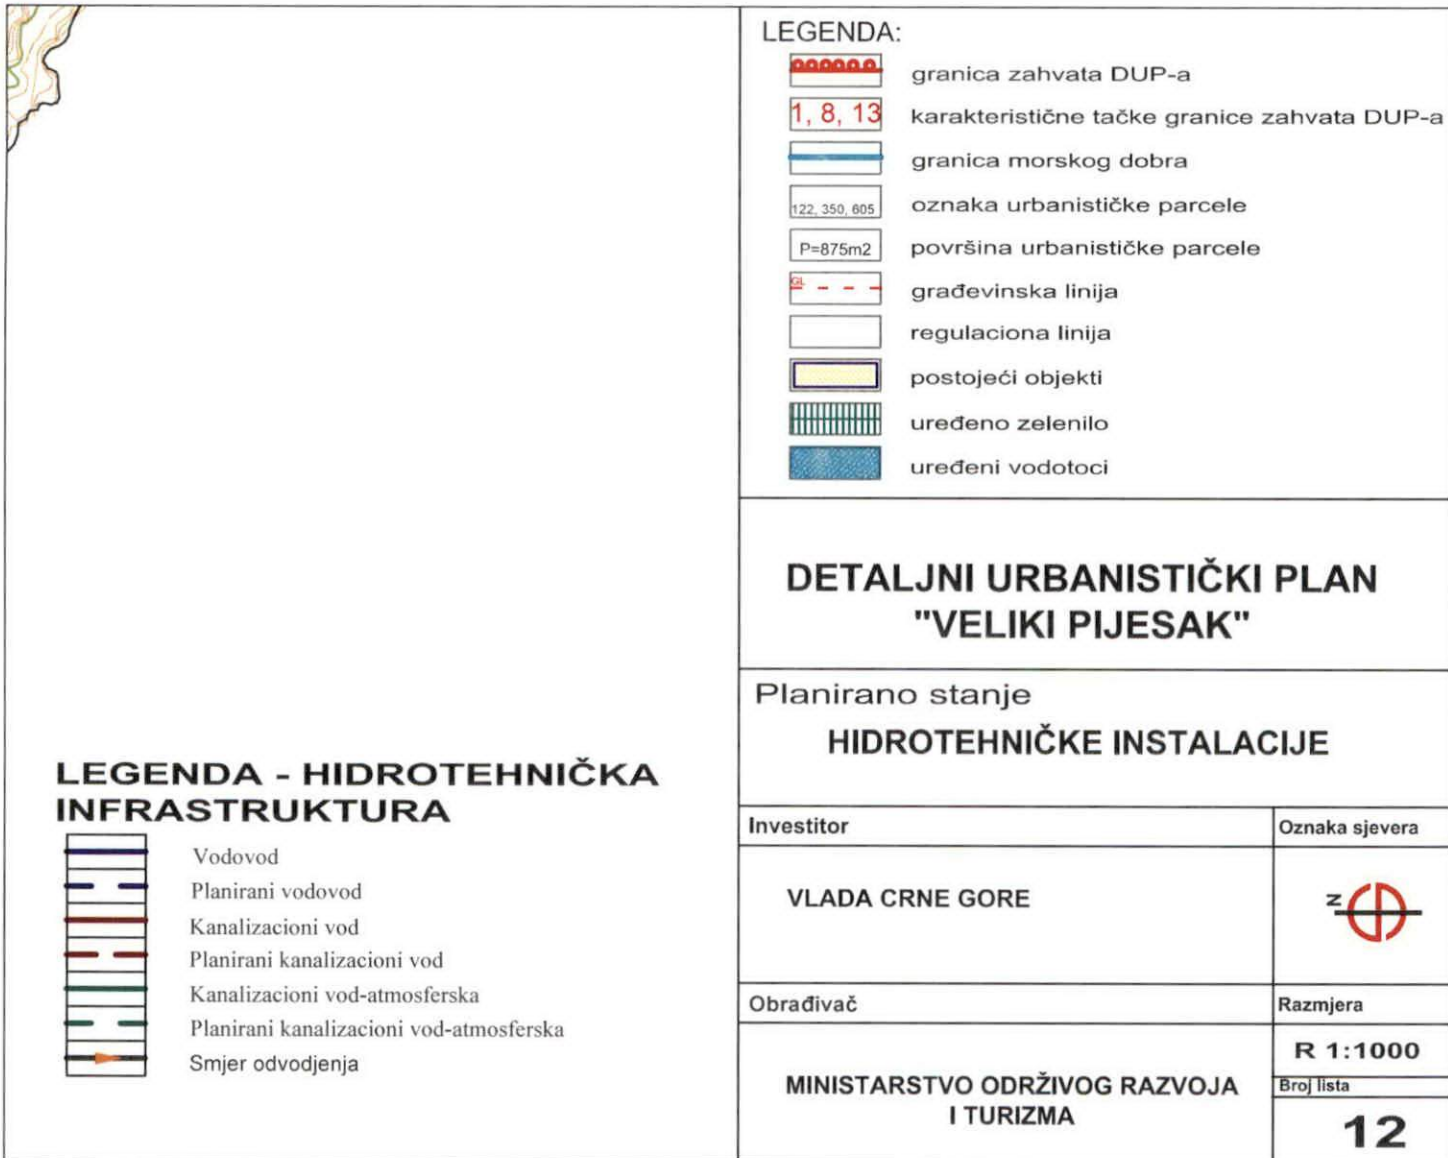 LEGENDA:
granica zahvata DUP-a
1, 8, 13 karakteristične tačke granice zahvata DUP-a
granica morskog dobra
122, 350, 605 oznaka urbanističke parcele
P=875m2 površina urbanističke parcele
GL građevinska linija
regulaciona linija
postojeći objekti
uređeno zelenilo
uređeni vodotoci
DETALJNI URBANISTIČKI PLAN
"VELIKI PIJESAK"
Planirano stanje
HIDROTEHNIČKE INSTALACIJE
LEGENDA - HIDROTEHNIČKA
INFRASTRUKTURA
Vodovod
Planirani vodovod
Kanalizacioni vod
Planirani kanalizacioni vod
Kanalizacioni vod-atmosferska
Planirani kanalizacioni vod-atmosferska
Smjer odvodjenja
Investitor
VLADA CRNE GORE
Oznaka sjevera
N
Obrađivač
MINISTARSTVO ODRŽIVOG RAZVOJA
I TURIZMA
Razmjera
R 1:1000
Broj lista
12